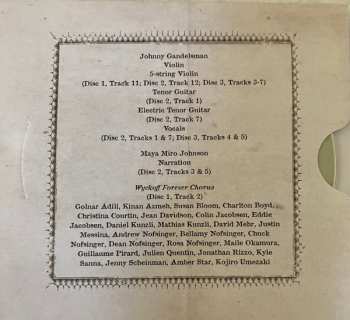 Johnny Gandelsman
Violin
5-string Violin
(Disc 1, Track 11; Disc 2, Track 12; Disc 3, Tracks 3-7)
Tenor Guitar
(Disc 2, Track 1)
Electric Tenor Guitar
(Disc 2, Track 7)
Vocals
(Disc 2, Tracks 1 & 7; Disc 3, Tracks 4 & 5)
Maya Miro Johnson
Narration
(Disc 2, Tracks 3 & 5)
Wyckoff Forever Chorus
(Disc 1, Track 2)
Golnar Adili, Kinan Azmeh, Susan Bloom, Charlton Boyd,
Christina Courtin, Jean Davidson, Colin Jacobsen, Eddie
Jacobsen, Daniel Kunzli, Mathias Kunzli, David Mehr, Justin
Messina, Andrew Nofsinger, Bellamy Nofsinger, Chuck
Nofsinger, Dean Nofsinger, Ross Nofsinger, Maile Okamura,
Guillaume Pirard, Julien Quentin, Jonathan Rizzo, Kyle
Sanna, Jenny Scheinman, Amber Star, Kojiro Umezaki